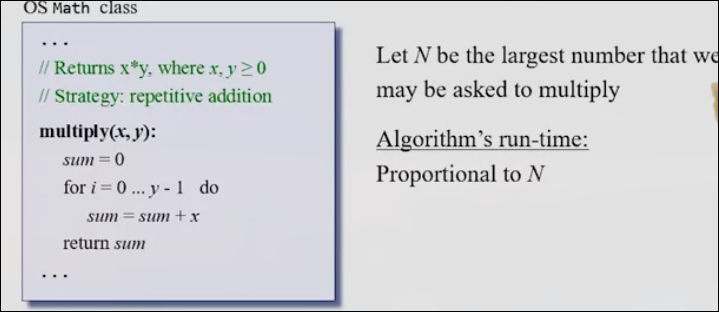 OS Math class
...
// Returns x*y, where x, y ≥ 0
// Strategy: repetitive addition
multiply(x, y):
sum = 0
for i = 0 ... y - 1 do
sum = sum + x
return sum
...
Let N be the largest number that we
may be asked to multiply
Algorithm's run-time:
Proportional to N